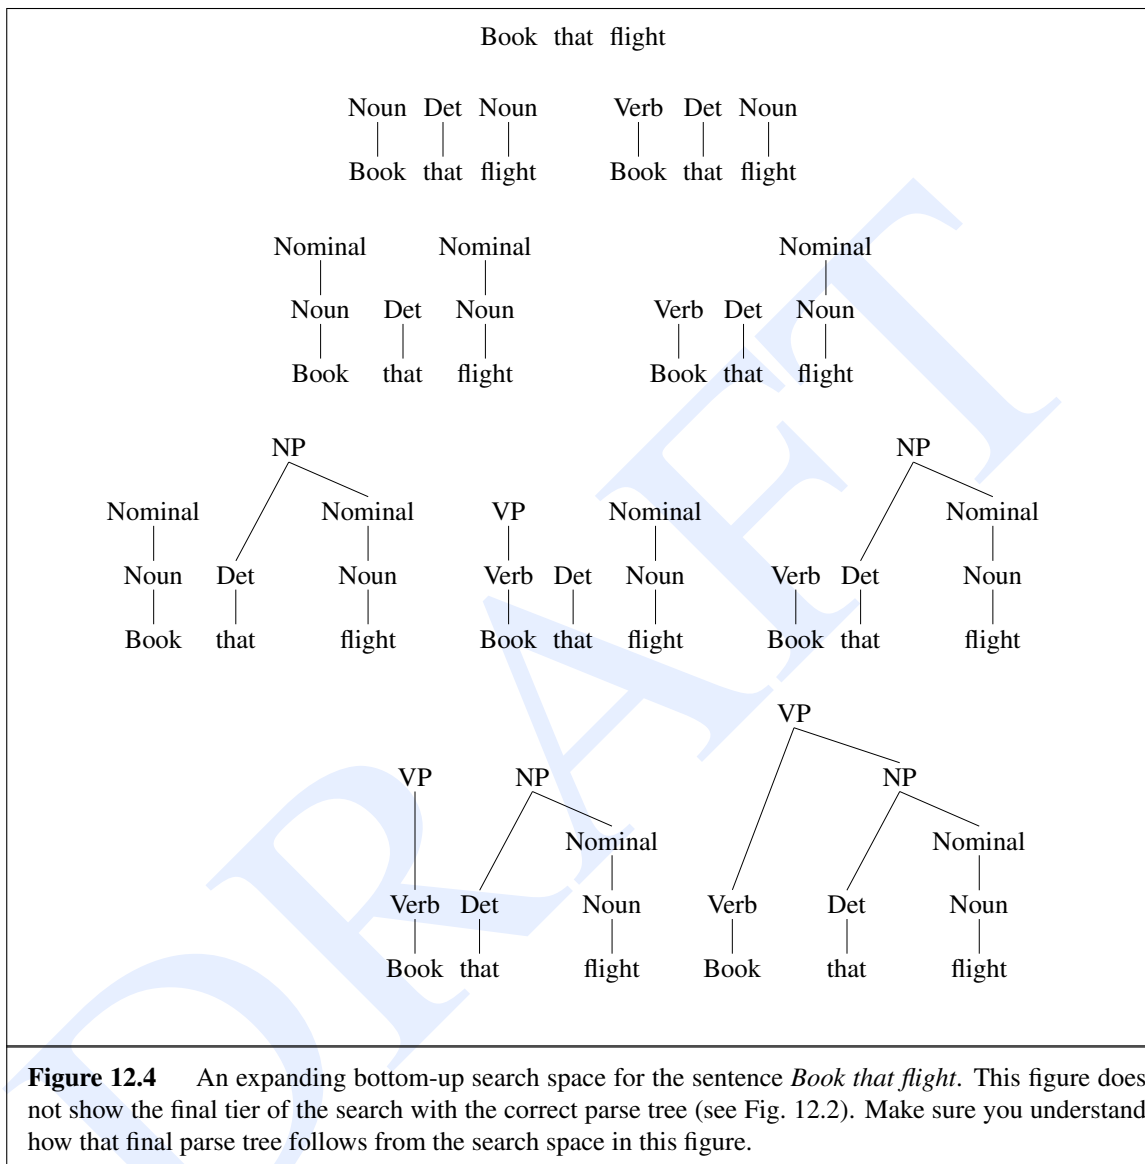 Book that flight
Noun Det Noun Verb Det Noun
Book that flight Book that flight
Nominal Nominal Nominal
Noun Det Noun Verb Det Noun
Book that flight Book that flight
NP NP
Nominal Nominal VP Nominal Nominal
Noun Det Noun Verb Det Noun Verb Det Noun
Book that flight Book that flight Book that flight
VP
VP NP NP
Nominal Nominal
Verb Det Noun Verb Det Noun
Book that flight Book that flight
DRAFT
Figure 12.4 An expanding bottom-up search space for the sentence Book that flight. This figure does
not show the final tier of the search with the correct parse tree (see Fig. 12.2). Make sure you understand
how that final parse tree follows from the search space in this figure.